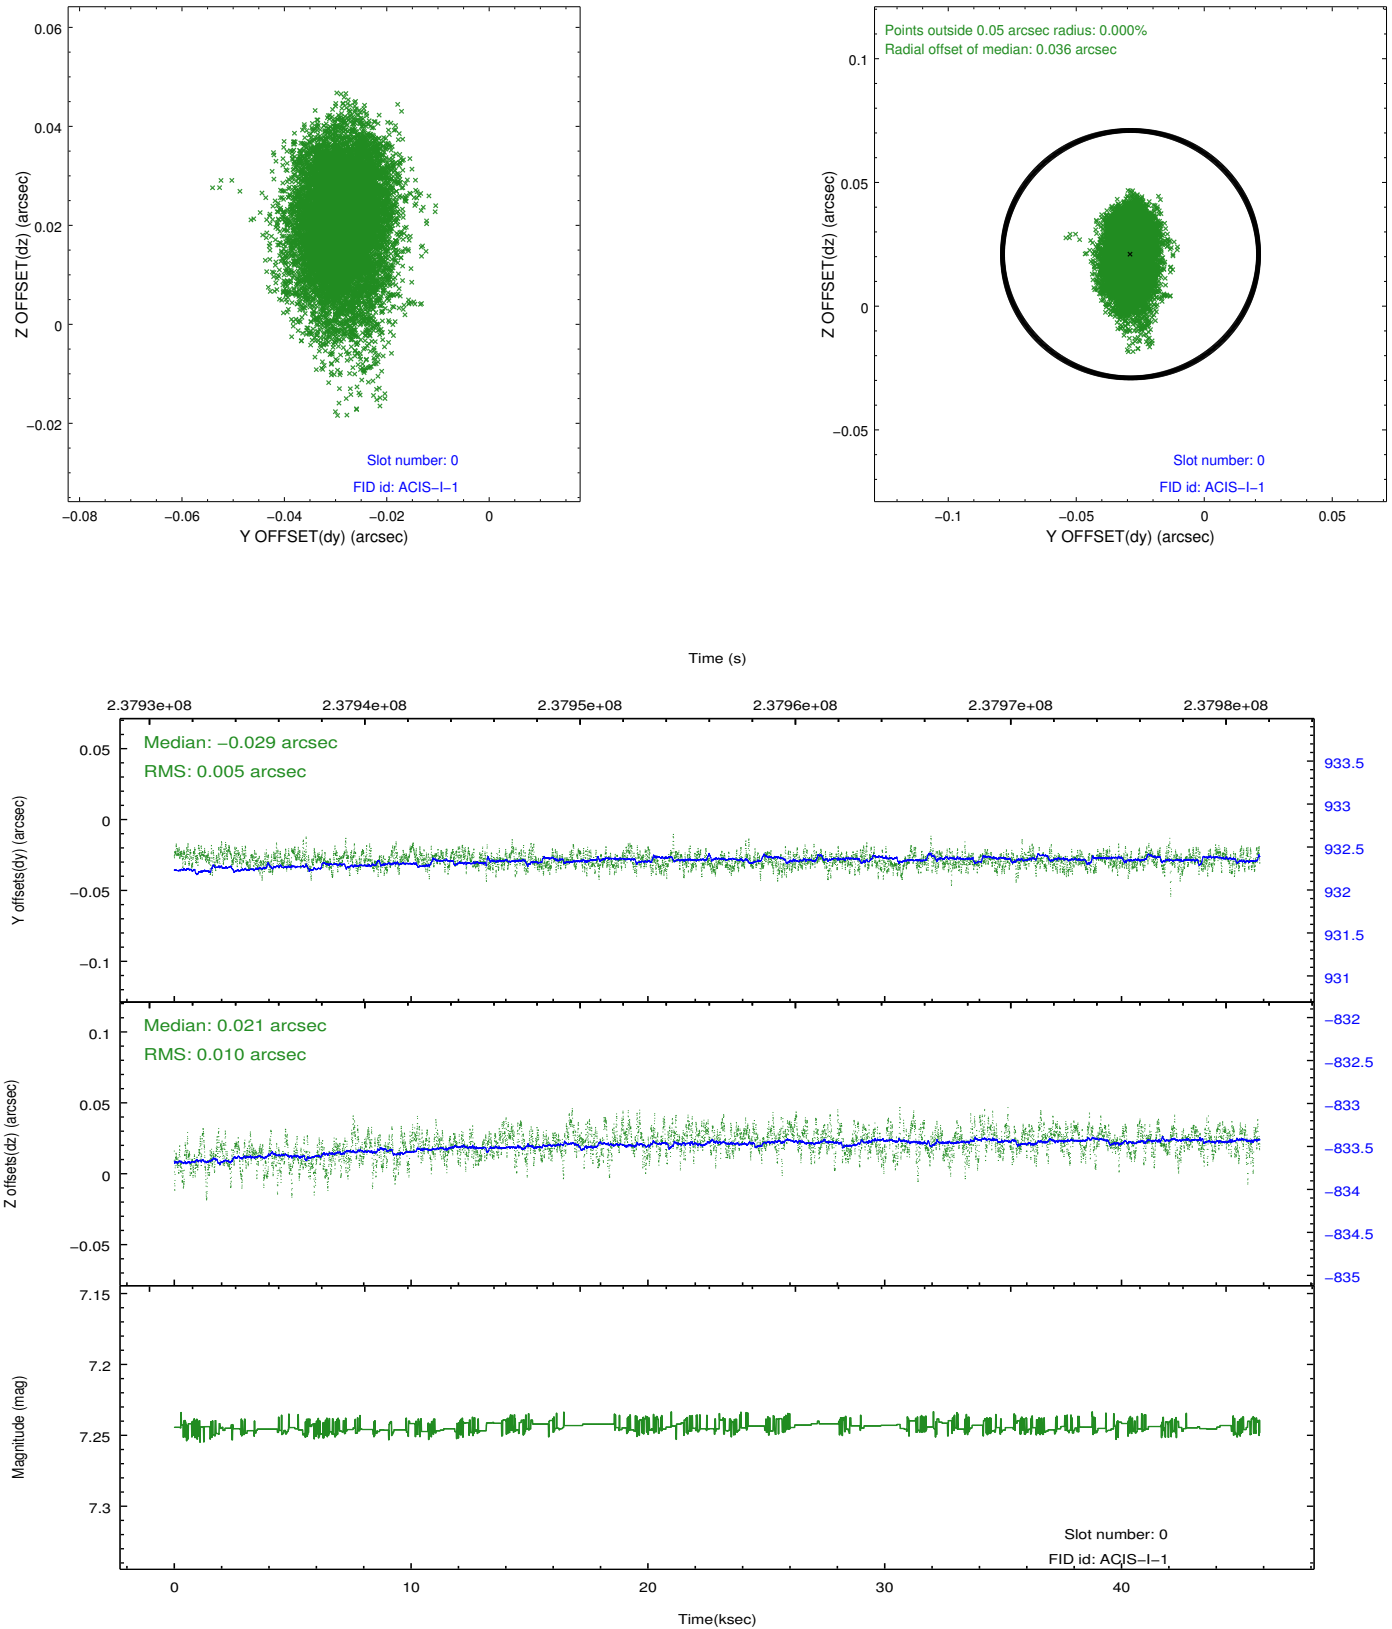 0.06
0.04
0.02
0
−0.02
Z OFFSET(dz) (arcsec)
Slot number: 0
FID id: ACIS−I−1
−0.08 −0.06 −0.04 −0.02 0
Y OFFSET(dy) (arcsec)
Points outside 0.05 arcsec radius: 0.000%
Radial offset of median: 0.036 arcsec
0.1
0.05
0
−0.05
Z OFFSET(dz) (arcsec)
Slot number: 0
FID id: ACIS−I−1
−0.1 −0.05 0 0.05
Y OFFSET(dy) (arcsec)
Time (s)
2.3793e+08 2.3794e+08 2.3795e+08 2.3796e+08 2.3797e+08 2.3798e+08
Median: −0.029 arcsec
RMS: 0.005 arcsec
0.05
0
−0.05
−0.1
Y offsets(dy) (arcsec)
933.5
933
932.5
932
931.5
931
Median: 0.021 arcsec
RMS: 0.010 arcsec
0.1
0.05
0
−0.05
Z offsets(dz) (arcsec)
−832
−832.5
−833
−833.5
−834
−834.5
−835
7.15
7.2
7.25
7.3
Magnitude (mag)
Slot number: 0
FID id: ACIS−I−1
0 10 20 30 40
Time(ksec)